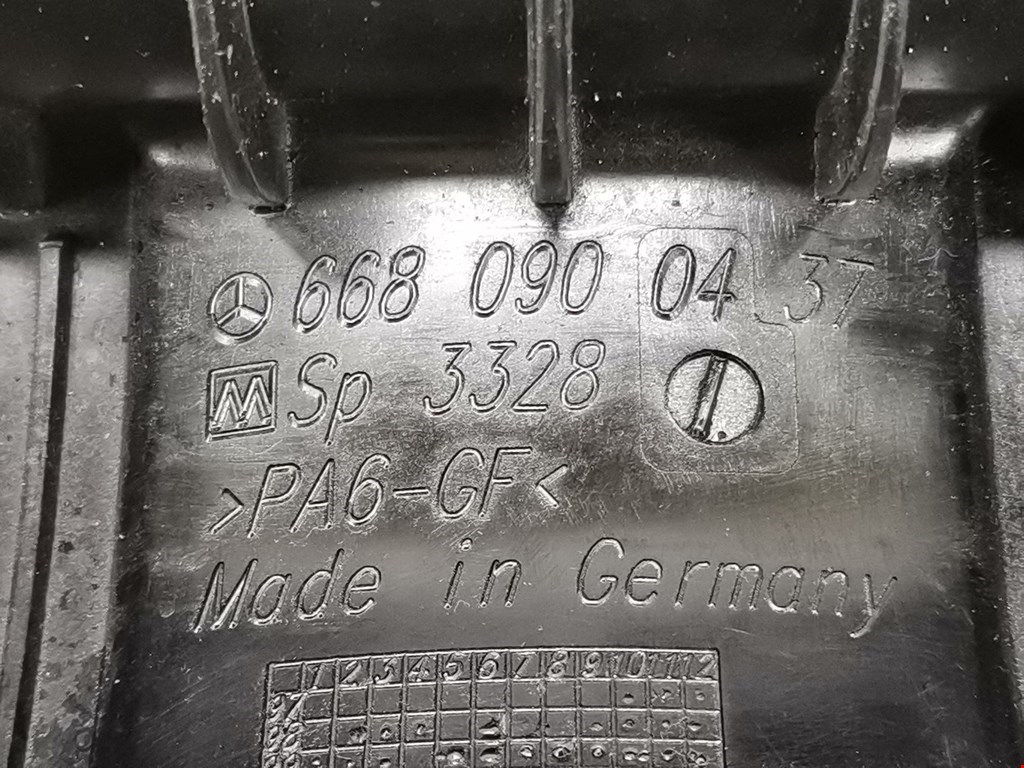 668 090 04 37
Sp 3328
>PA6-GF<
Made in Germany
1 2 3 4 5 6 7 8 9 10 11 12